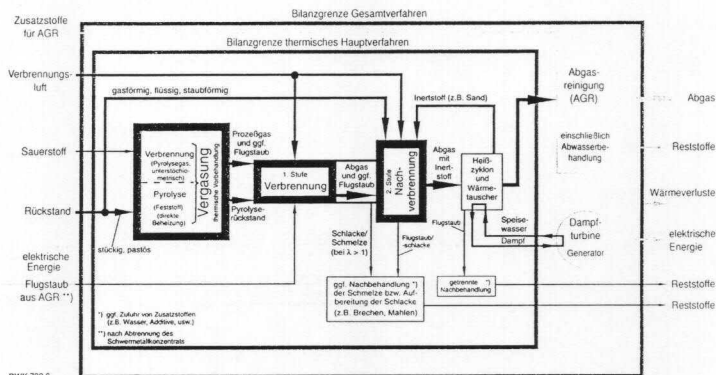 Bilanzgrenze Gesamtverfahren
Zusatzstoffe
für AGR
Bilanzgrenze thermisches Hauptverfahren
Verbrennungs-
luft
gasförmig, flüssig, staubförmig
Inertstoff (z.B. Sand)
Abgas-
reinigung
(AGR)
Abgas
einschließlich
Abwasserbe-
handlung
Reststoffe
Sauerstoff
Verbrennung
(Pyrolysegas,
unterstöchio-
metrisch)
Pyrolyse
(Feststoff)
(direkte
Beheizung)
Vergasung
thermische Vorbehandlung
Prozeßgas
und ggf.
Flugstaub
Pyrolyse-
rückstand
1. Stufe
Verbrennung
Abgas
und ggf.
Flugstaub
2. Stufe
Nach-
verbrennung
Abgas
mit
Inert-
stoff
Heiß-
zyklon
und
Wärme-
tauscher
Wärmeverluste
Rückstand
stückig, pastös
Speise-
wasser
Dampf
Dampf-
turbine
Generator
elektrische
Energie
elektrische
Energie
Flugstaub
aus AGR **)
Schlacke/
Schmelze
(bei λ > 1)
Flugstaub/
-schlacke
Flugstaub
ggf. Nachbehandlung *)
der Schmelze bzw. Auf-
bereitung der Schlacke
(z.B. Brechen, Mahlen)
getrennte *)
Nachbehandlung
Reststoffe
Reststoffe
*) ggf. Zufuhr von Zusatzstoffen
(z.B. Wasser, Additive, usw.)
**) nach Abtrennung des
Schwermetallkonzentrats